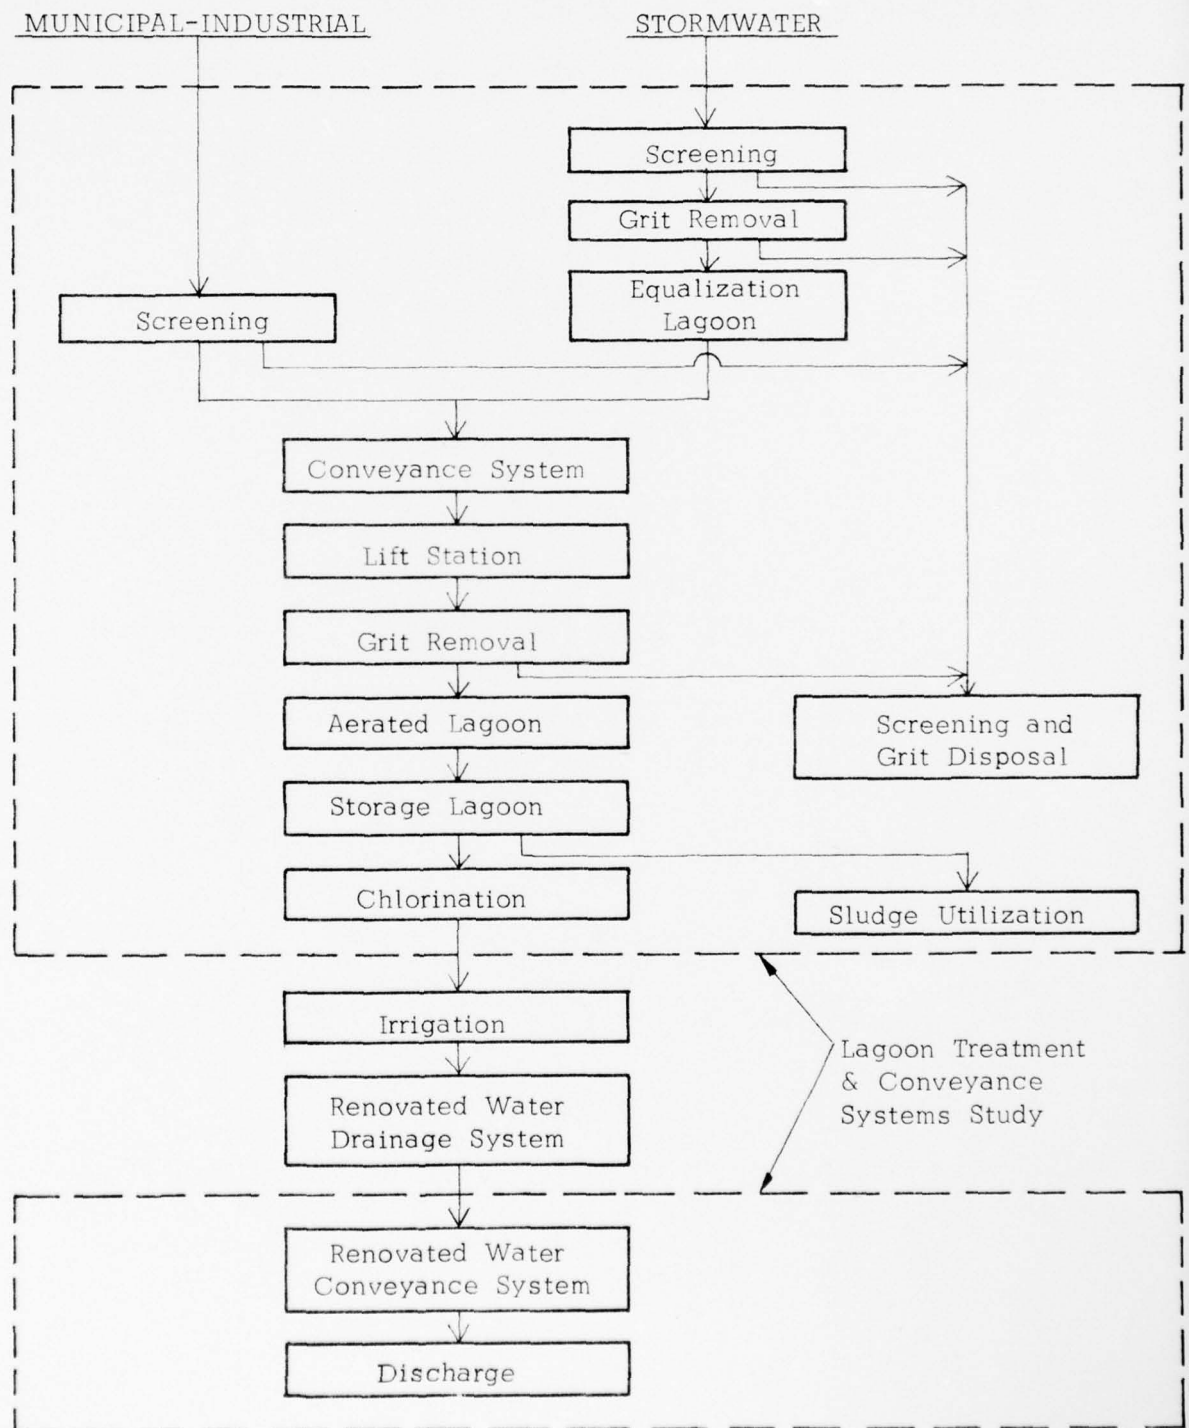 MUNICIPAL-INDUSTRIAL
STORMWATER
Screening
Grit Removal
Equalization
Lagoon
Screening
Conveyance System
Lift Station
Grit Removal
Aerated Lagoon
Screening and
Grit Disposal
Storage Lagoon
Chlorination
Sludge Utilization
Irrigation
Lagoon Treatment
& Conveyance
Systems Study
Renovated Water
Drainage System
Renovated Water
Conveyance System
Discharge